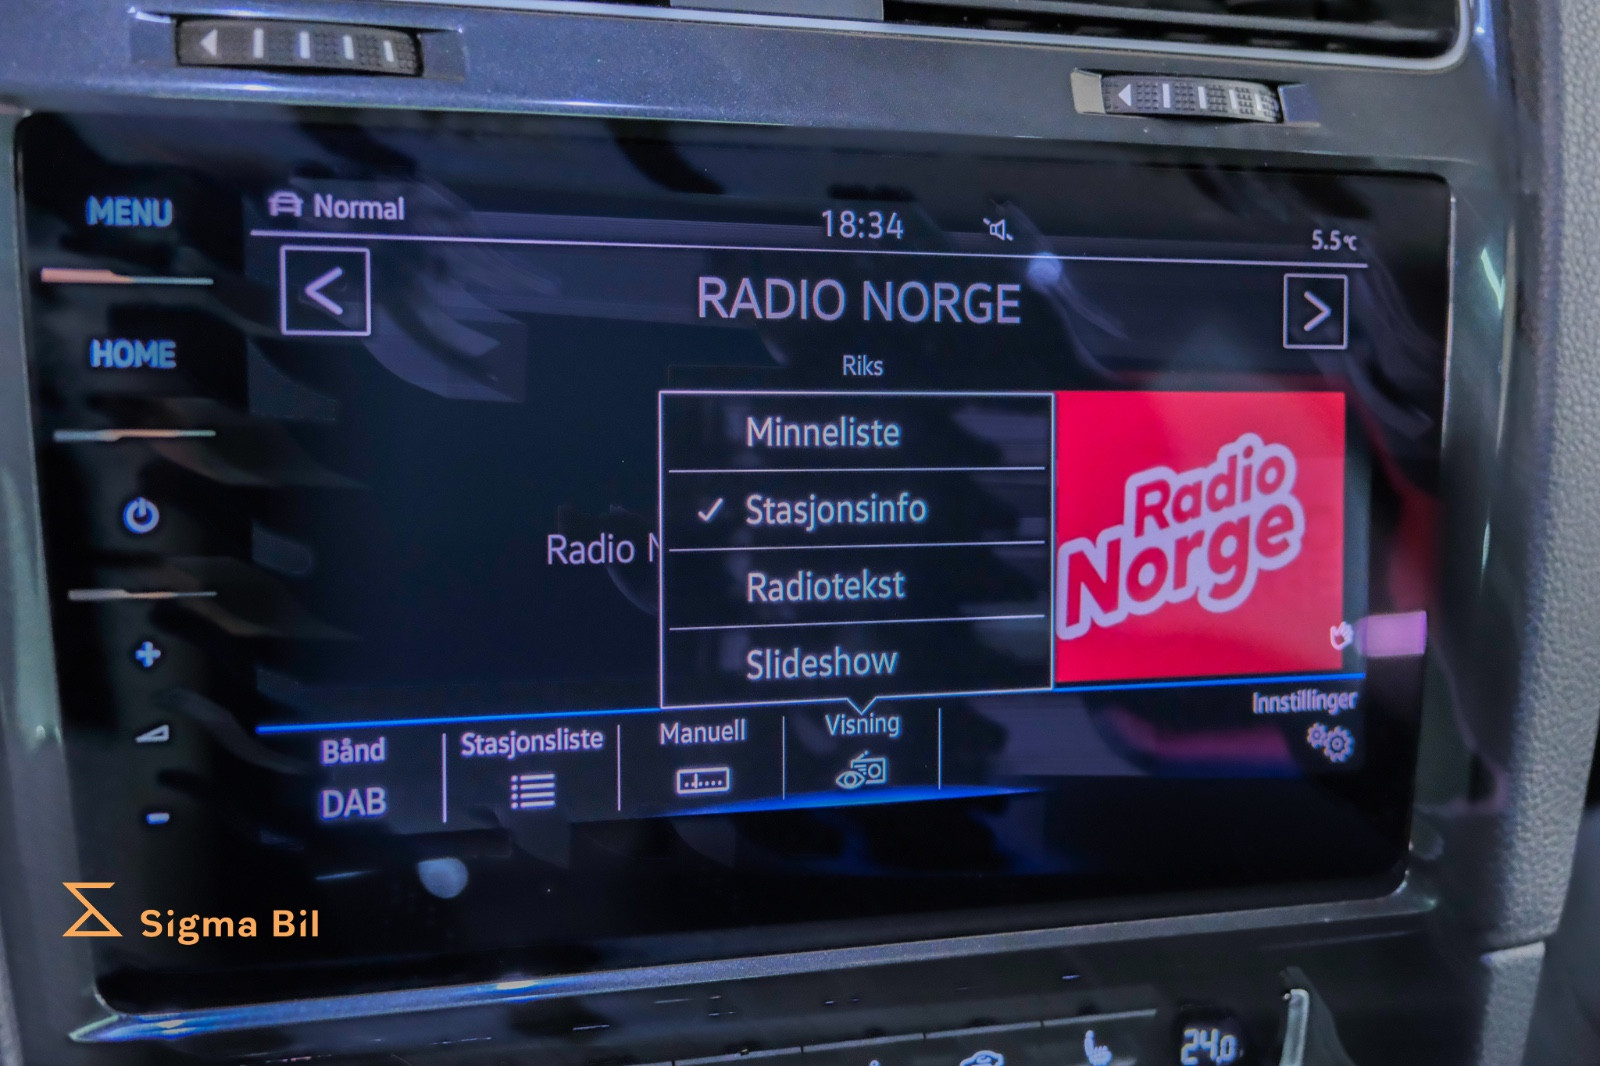 MENU
Normal
18:34
5.5°C
HOME
RADIO NORGE
Riks
Minneliste
Stasjonsinfo
Radiotekst
Slideshow
Radio N
Radio
Norge
Bånd
DAB
Stasjonsliste
Manuell
Visning
Innstillinger
Sigma Bil
24.0